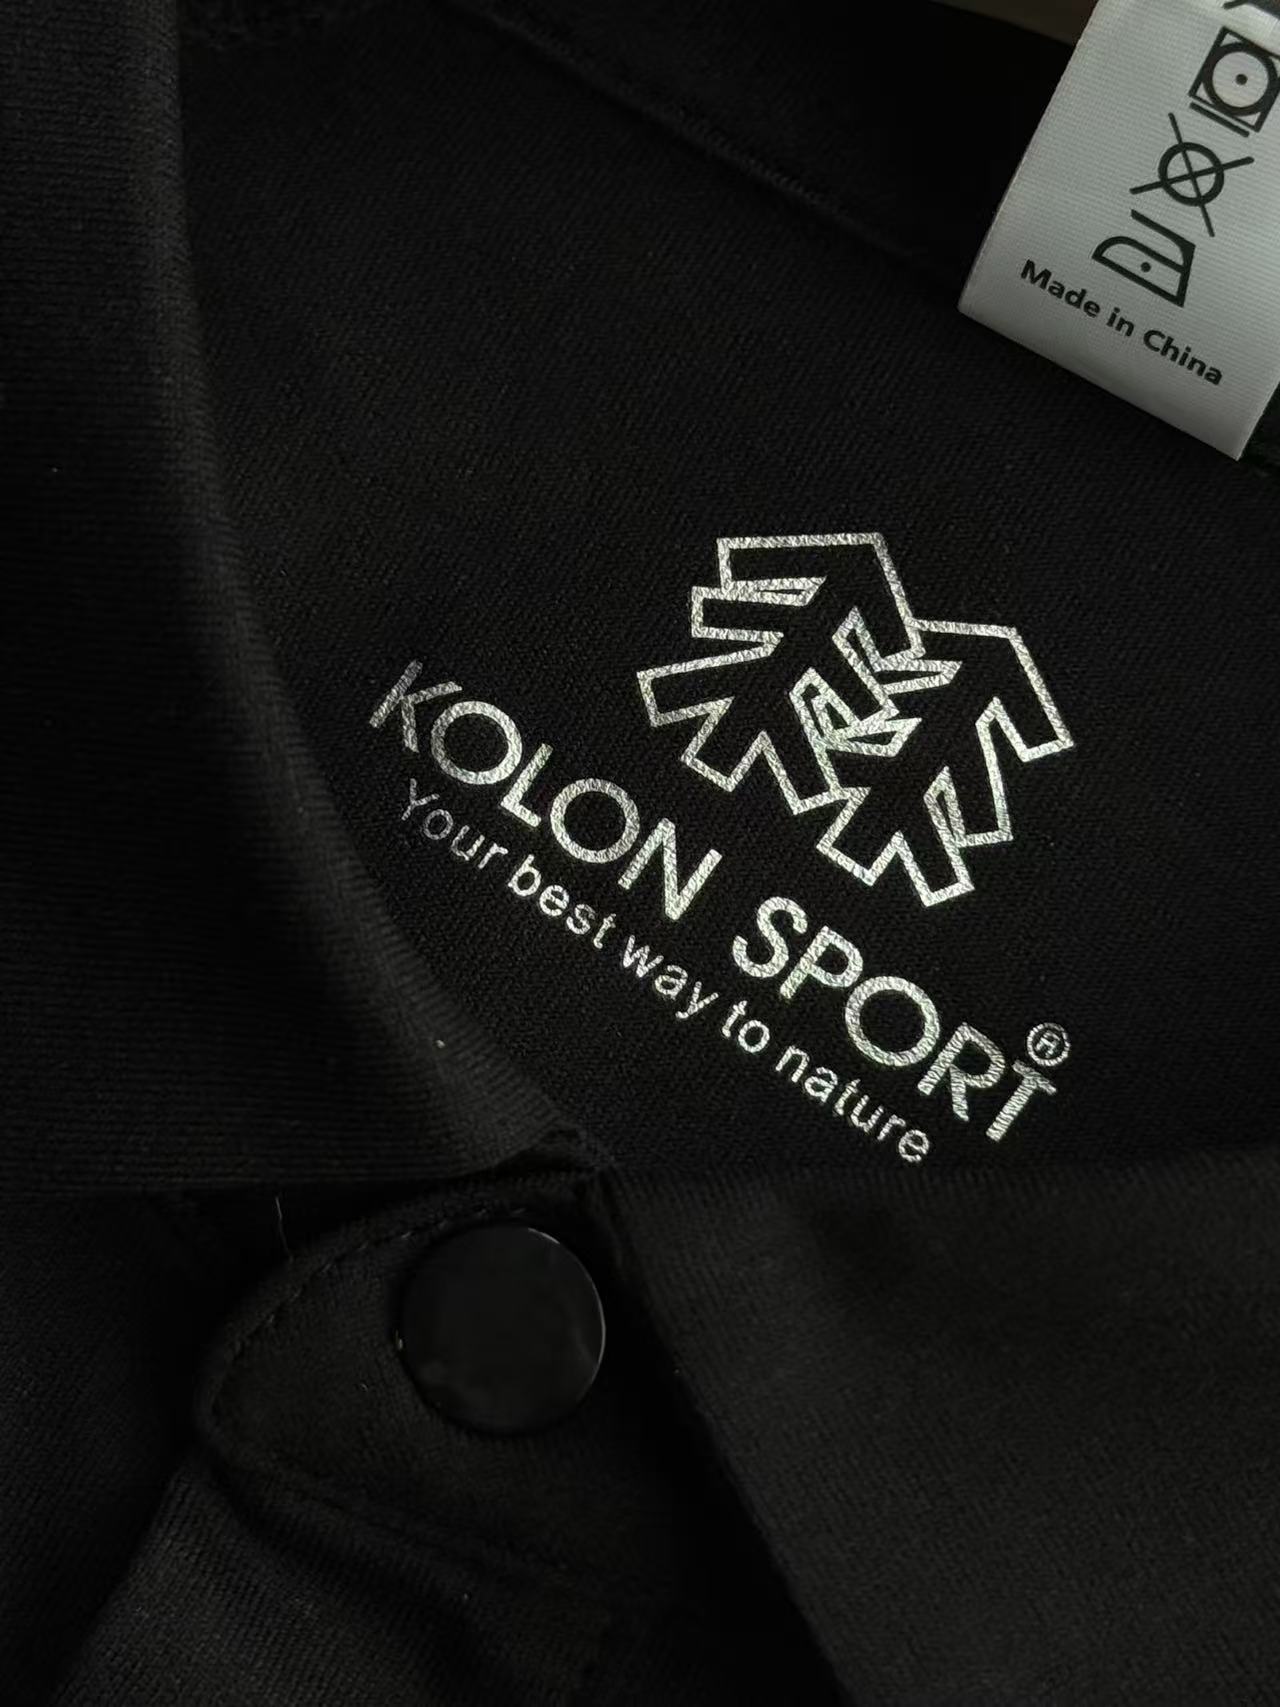 Made in China
KOLON SPORT®
Your best way to nature